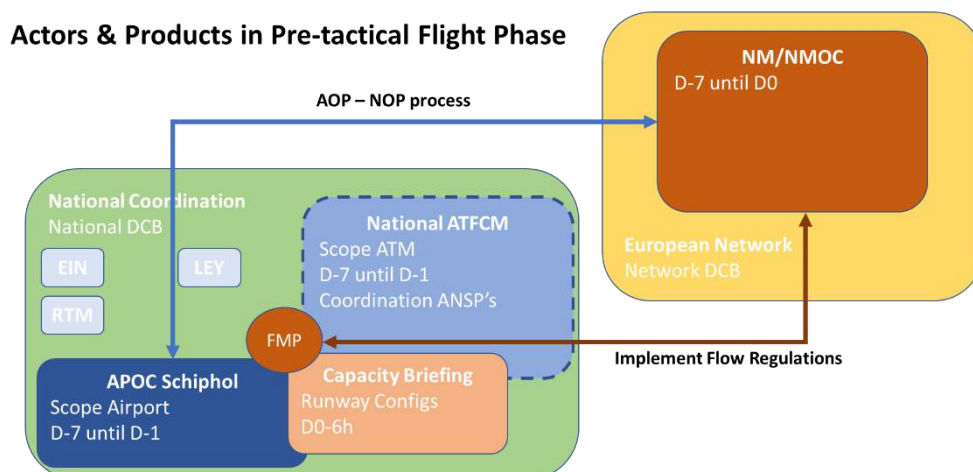 Actors & Products in Pre-tactical Flight Phase
NM/NMOC
D-7 until D0
AOP – NOP process
National Coordination
National DCB
EIN
LEY
RTM
National ATFCM
Scope ATM
D-7 until D-1
Coordination ANSP's
European Network
Network DCB
FMP
Implement Flow Regulations
APOC Schiphol
Scope Airport
D-7 until D-1
Capacity Briefing
Runway Configs
D0-6h